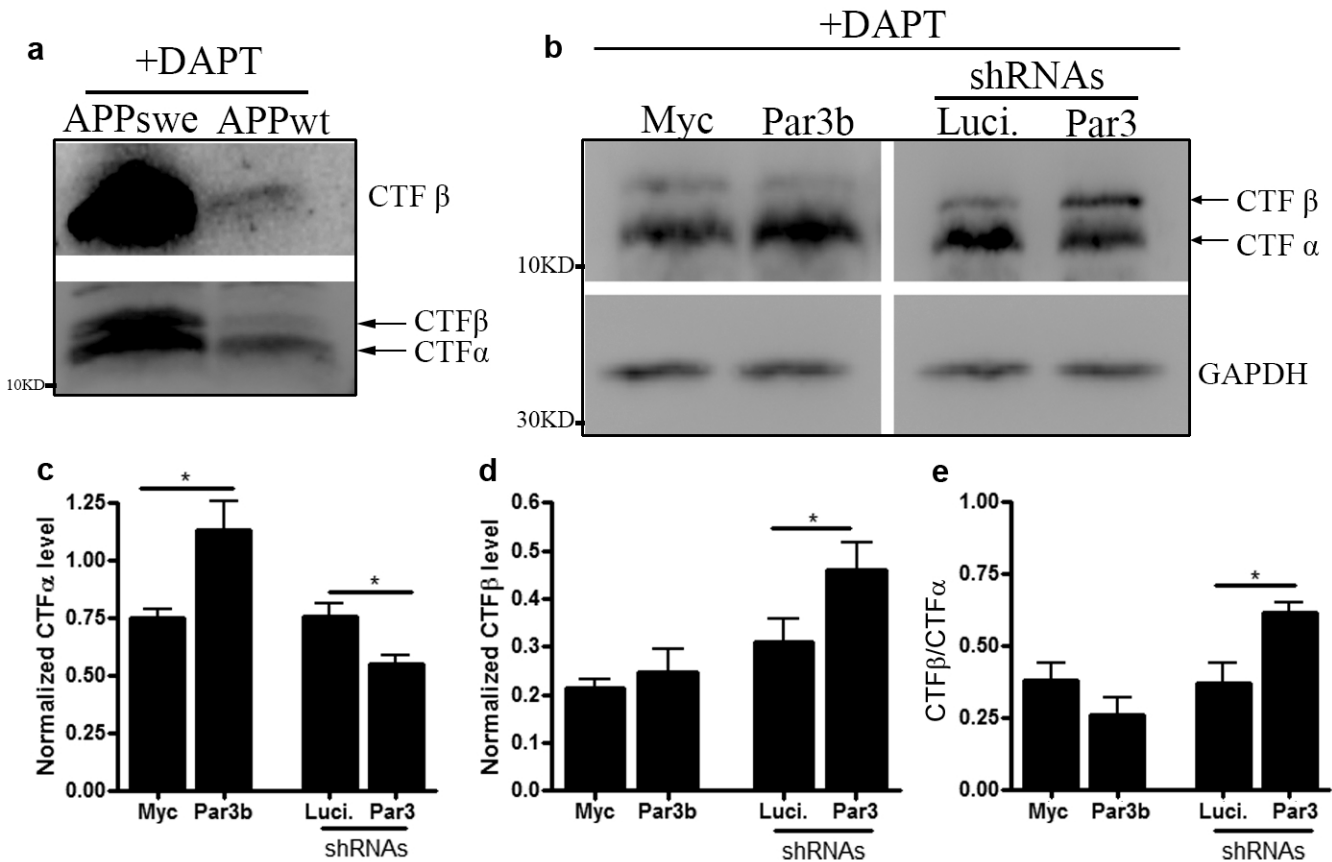 a
+DAPT
APPswe APPwt
CTF β
CTFβ
CTFα
10KD
b
+DAPT
shRNAs
Myc Par3b Luci. Par3
CTF β
CTF α
10KD
GAPDH
30KD
c
Normalized CTFα level
1.25
1.00
0.75
0.50
0.25
0.00
*
*
Myc Par3b Luci. Par3
shRNAs
d
Normalized CTFβ level
0.6
0.5
0.4
0.3
0.2
0.1
0.0
*
Myc Par3b Luci. Par3
shRNAs
e
CTFβ/CTFα
1.00
0.75
0.50
0.25
0.00
*
Myc Par3b Luci. Par3
shRNAs